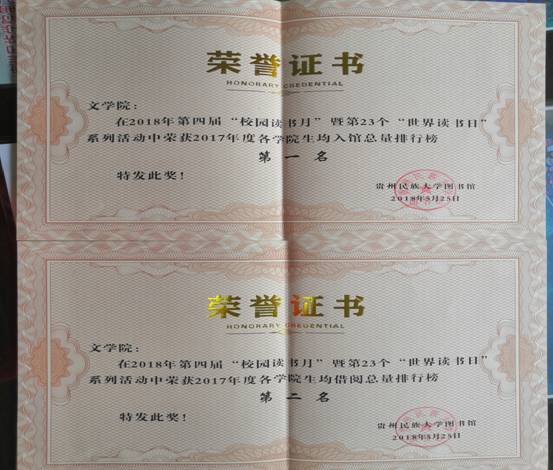 荣誉证书
HONORARY CREDENTIAL
文学院：
在2018年第四届“校园读书月”暨第23个“世界读书日”
系列活动中荣获2017年度各学院生均入馆总量排行榜
第一名
特发此奖！
贵州民族大学图书馆
2018年5月25日
荣誉证书
HONORARY CREDENTIAL
文学院：
在2018年第四届“校园读书月”暨第23个“世界读书日”
系列活动中荣获2017年度各学院生均借阅总量排行榜
第二名
特发此奖！
贵州民族大学图书馆
2018年5月25日